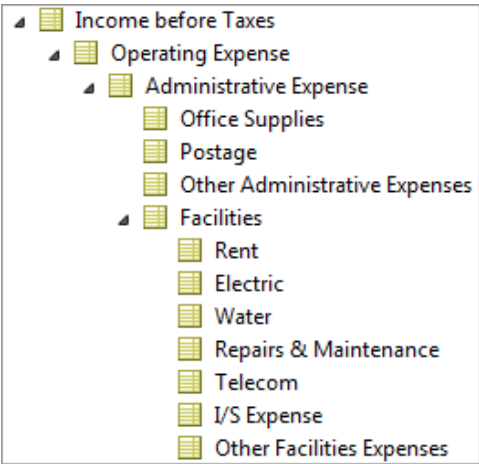 Income before Taxes
Operating Expense
Administrative Expense
Office Supplies
Postage
Other Administrative Expenses
Facilities
Rent
Electric
Water
Repairs & Maintenance
Telecom
I/S Expense
Other Facilities Expenses